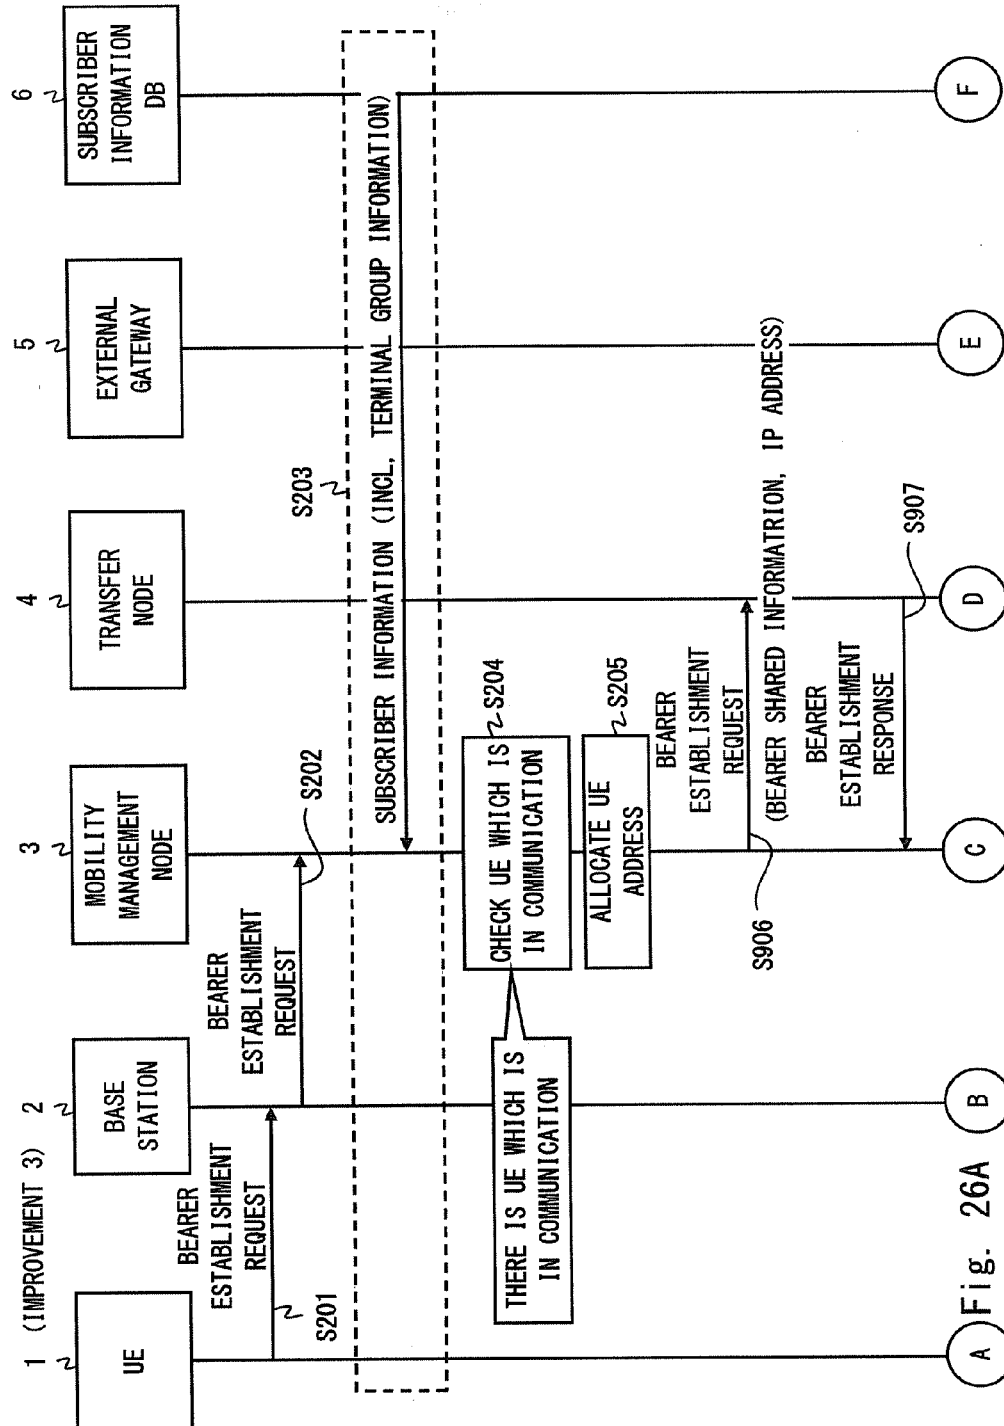 1 (IMPROVEMENT 3)
2
3
4
5
6
UE
BASE
STATION
MOBILITY
MANAGEMENT
NODE
TRANSFER
NODE
EXTERNAL
GATEWAY
SUBSCRIBER
INFORMATION
DB
BEARER
ESTABLISHMENT
REQUEST
S201
BEARER
ESTABLISHMENT
REQUEST
S202
S203
SUBSCRIBER INFORMATION (INCL, TERMINAL GROUP INFORMATION)
THERE IS UE WHICH IS
IN COMMUNICATION
CHECK UE WHICH IS
IN COMMUNICATION
S204
ALLOCATE UE
ADDRESS
S205
BEARER
ESTABLISHMENT
REQUEST
S906
(BEARER SHARED INFORMATRION, IP ADDRESS)
BEARER
ESTABLISHMENT
RESPONSE
S907
A
B
C
D
E
F
Fig. 26A